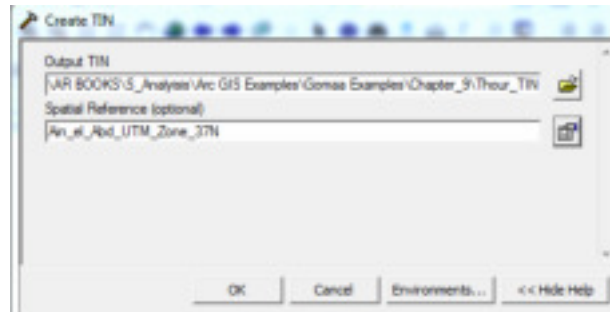 Create TIN
Output TIN
\AR BOOKS\S_Analysis\Arc GIS Examples\Gomaa Examples\Chapter_9\Thour_TIN
Spatial Reference (optional)
Ain_el_Abd_UTM_Zone_37N
OK Cancel Environments... << Hide Help